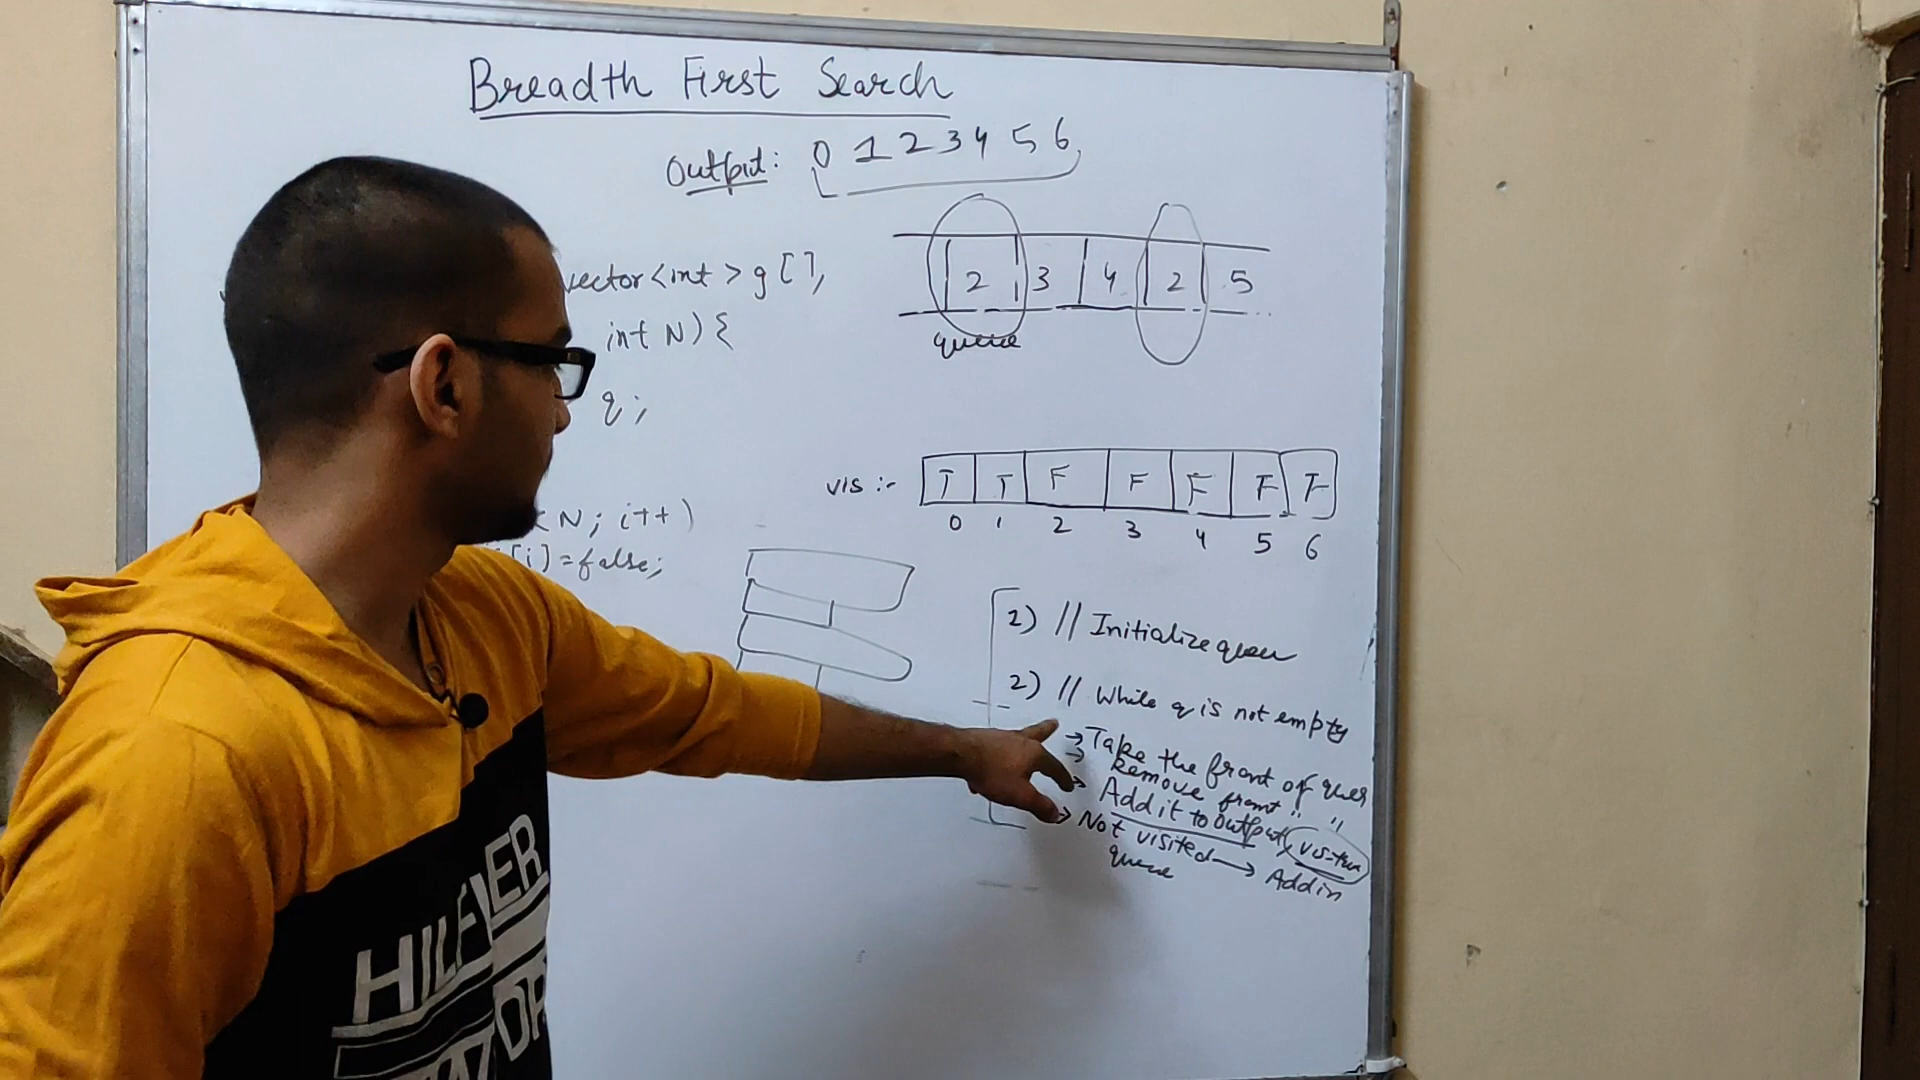 Breadth First Search
Output: 0 1 2 3 4 5 6
vector<int> g[],
int N){
q;
<N; i++)
[i]=false;
2 3 4 2 5
queue
vis :- T T F F F F F
0 1 2 3 4 5 6
2) // Initialize queue
2) // While q is not empty
→ Take the front of queue
→ Remove front " "
→ Add it to output, vis-true
→ Not visited → Add in
queue
HILFIGER